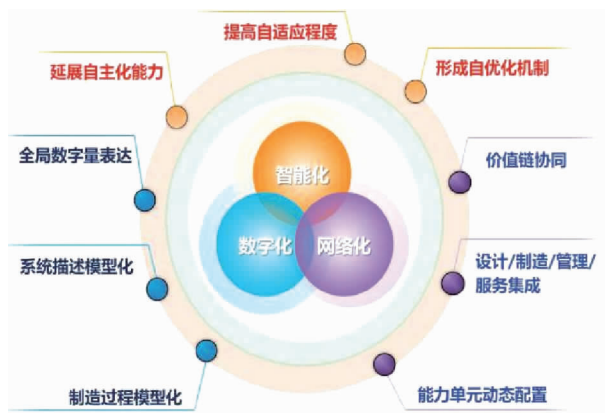 提高自适应程度
延展自主化能力
形成自优化机制
全局数字量表达
价值链协同
智能化
数字化
网络化
系统描述模型化
设计/制造/管理/
服务集成
制造过程模型化
能力单元动态配置